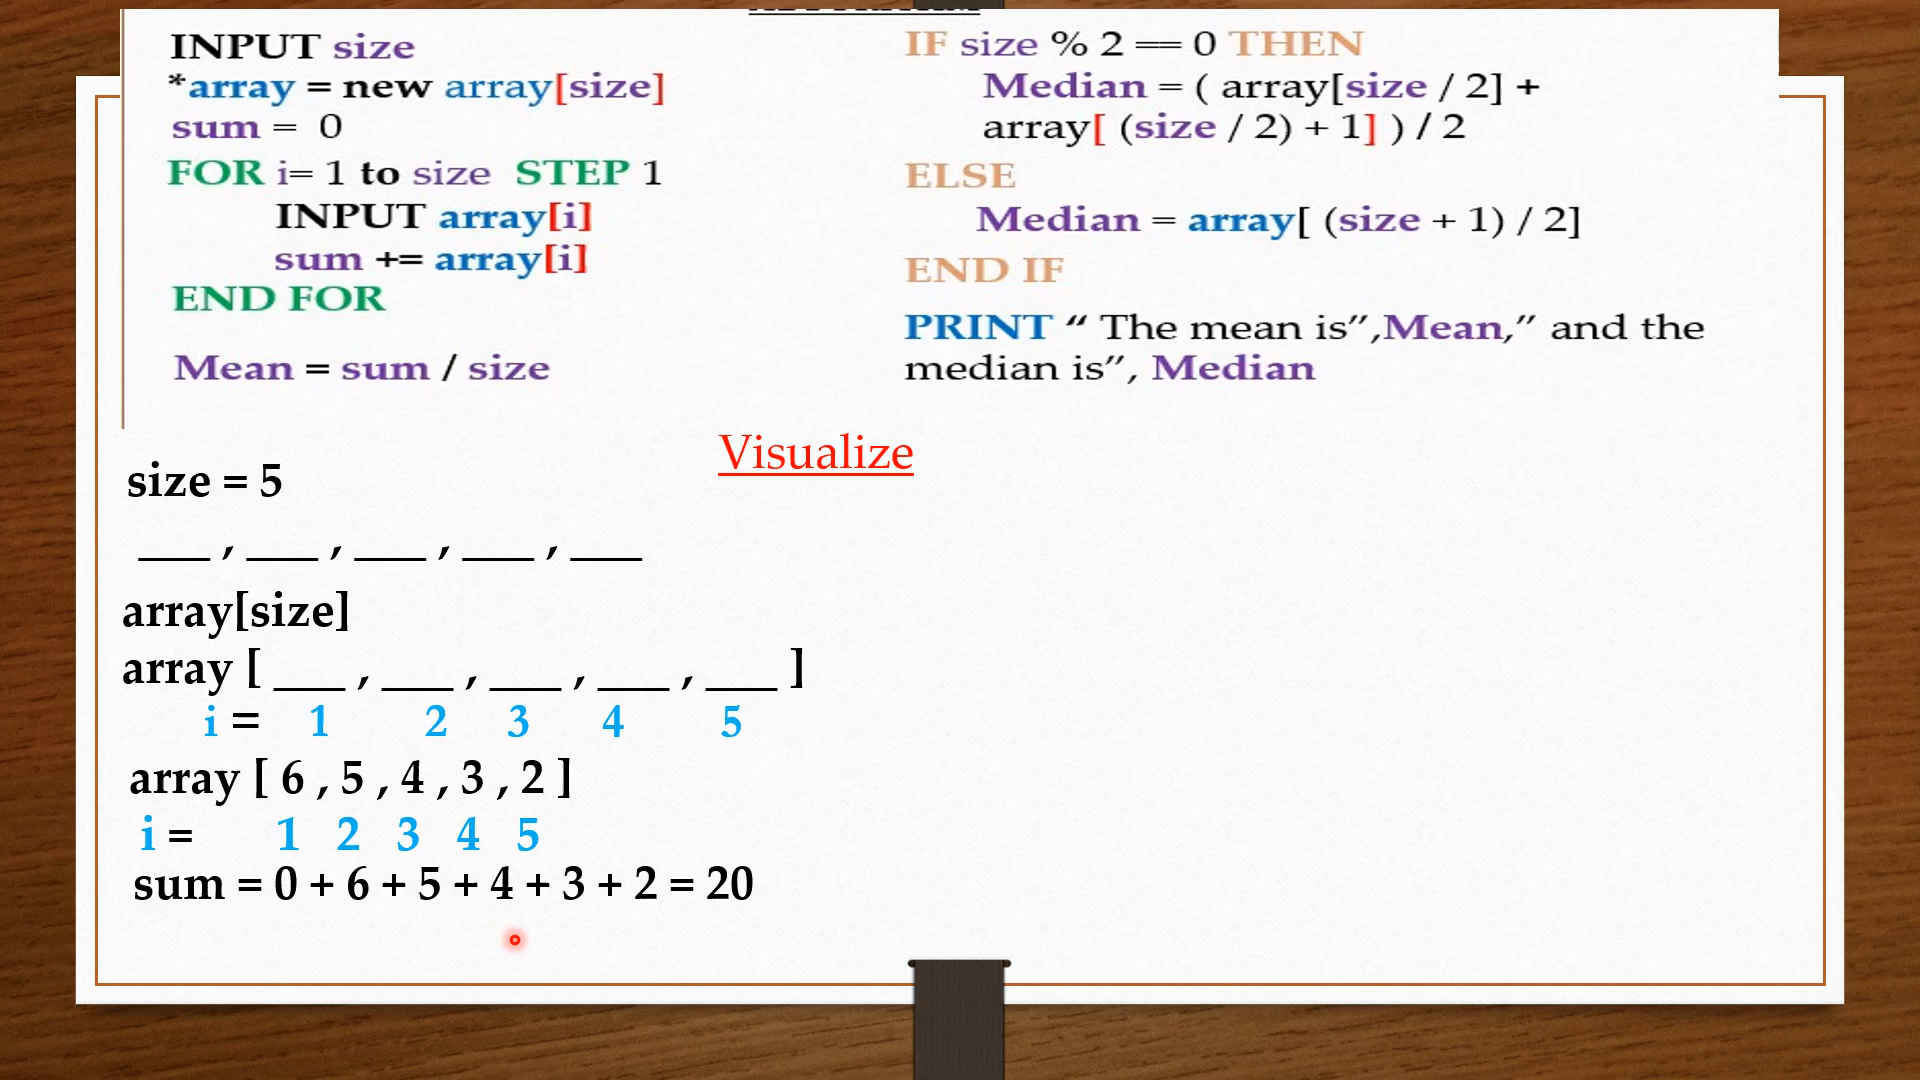 INPUT size
*array = new array[size]
sum = 0
FOR i= 1 to size STEP 1
INPUT array[i]
sum += array[i]
END FOR
Mean = sum / size
IF size % 2 == 0 THEN
Median = ( array[size / 2] +
array[ (size / 2) + 1] ) / 2
ELSE
Median = array[ (size + 1) / 2]
END IF
PRINT “ The mean is”,Mean,” and the
median is”, Median
Visualize
size = 5
___ , ___ , ___ , ___ , ___
array[size]
array [ ___ , ___ , ___ , ___ , ___ ]
i = 1 2 3 4 5
array [ 6 , 5 , 4 , 3 , 2 ]
i = 1 2 3 4 5
sum = 0 + 6 + 5 + 4 + 3 + 2 = 20